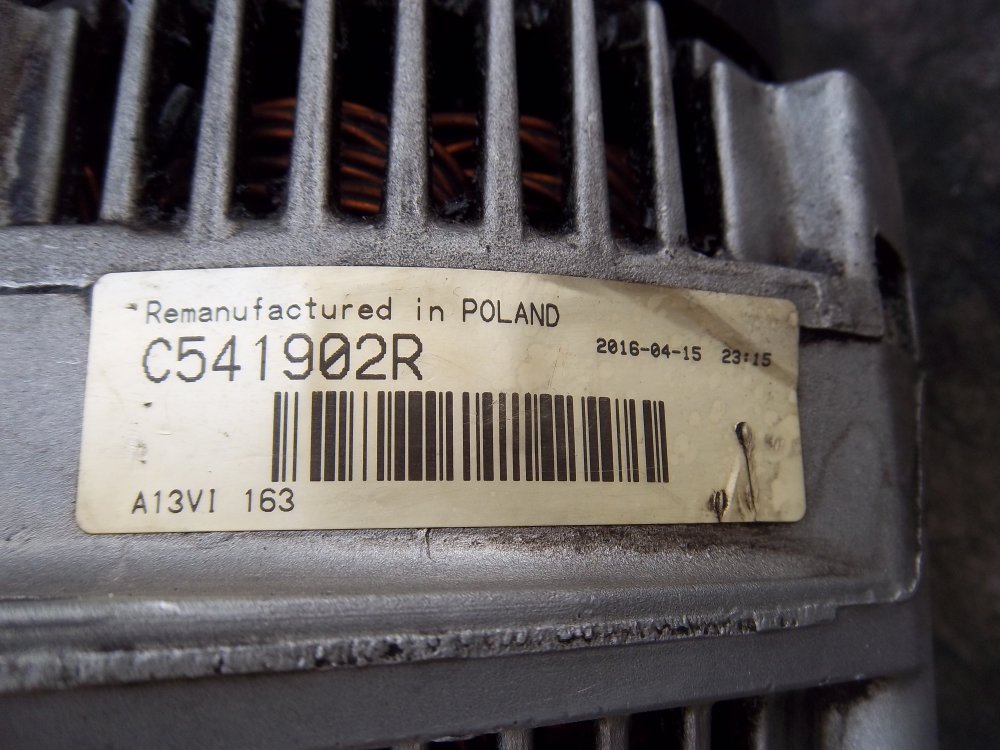 Remanufactured in POLAND
C541902R
2016-04-15 23:15
A13VI 163